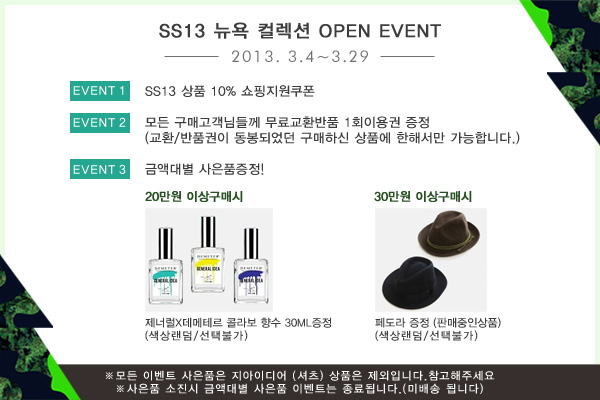 SS13 뉴욕 컬렉션 OPEN EVENT
2013. 3.4~3.29
EVENT 1 SS13 상품 10% 쇼핑지원쿠폰
EVENT 2 모든 구매고객님들께 무료교환반품 1회이용권 증정
(교환/반품권이 동봉되었던 구매하신 상품에 한해서만 가능합니다.)
EVENT 3 금액대별 사은품증정!
20만원 이상구매시
DEMETER
GENERAL IDEA
DEMETER
GENERAL IDEA
DEMETER
GENERAL IDEA
제너럴X데메테르 콜라보 향수 30ML증정
(색상랜덤/선택불가)
30만원 이상구매시
페도라 증정 (판매중인상품)
(색상랜덤/선택불가)
※모든 이벤트 사은품은 지아이디어 (셔츠) 상품은 제외입니다.참고해주세요
※사은품 소진시 금액대별 사은품 이벤트는 종료됩니다.(미배송 됩니다)